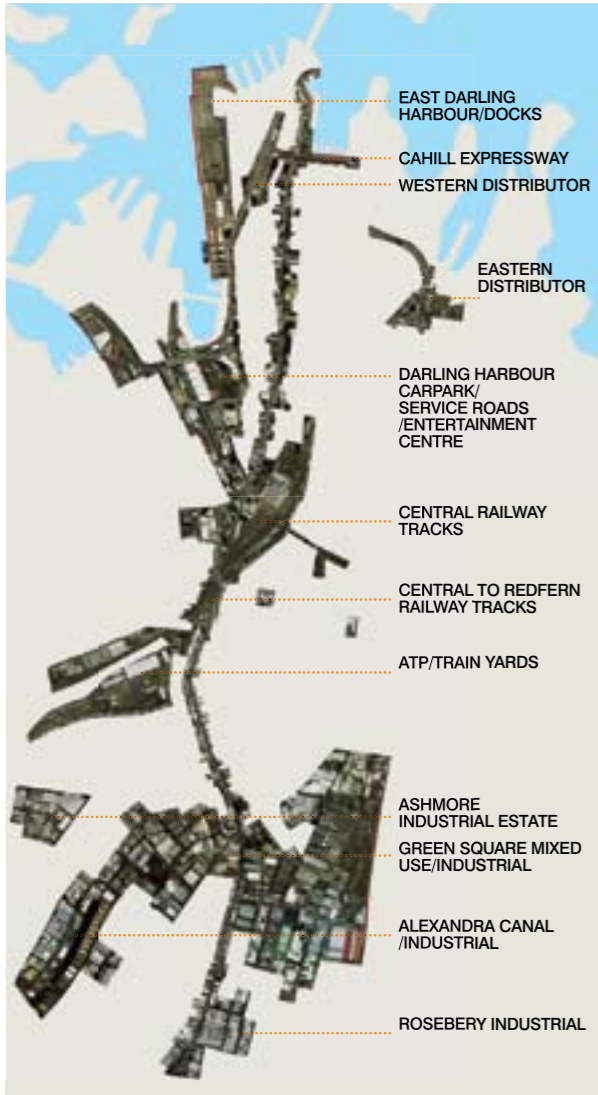 EAST DARLING
HARBOUR/DOCKS
CAHILL EXPRESSWAY
WESTERN DISTRIBUTOR
EASTERN
DISTRIBUTOR
DARLING HARBOUR
CARPARK/
SERVICE ROADS
/ENTERTAINMENT
CENTRE
CENTRAL RAILWAY
TRACKS
CENTRAL TO REDFERN
RAILWAY TRACKS
ATP/TRAIN YARDS
ASHMORE
INDUSTRIAL ESTATE
GREEN SQUARE MIXED
USE/INDUSTRIAL
ALEXANDRA CANAL
/INDUSTRIAL
ROSEBERY INDUSTRIAL